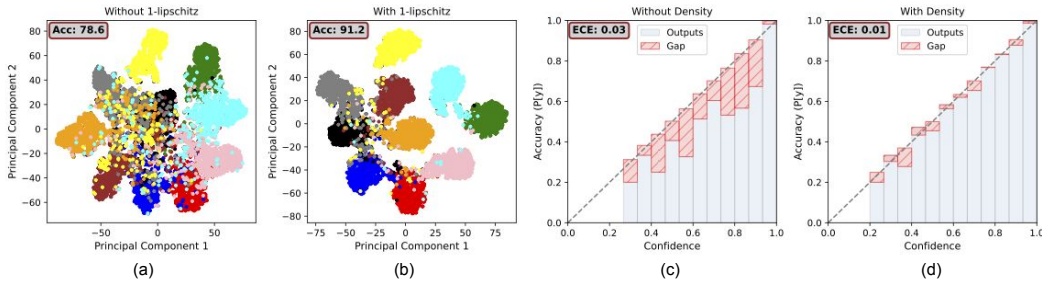 Without 1-lipschitz
Acc: 78.6
Principal Component 2
80
60
40
20
0
−20
−40
−60
−50
0
50
Principal Component 1
(a)
With 1-lipschitz
Acc: 91.2
Principal Component 2
80
60
40
20
0
−20
−40
−60
−80
−75
−50
−25
0
25
50
75
Principal Component 1
(b)
Without Density
ECE: 0.03
Outputs
Gap
Accuracy (P[y])
1.0
0.8
0.6
0.4
0.2
0.0
0.0
0.2
0.4
0.6
0.8
1.0
Confidence
(c)
With Density
ECE: 0.01
Outputs
Gap
Accuracy (P[y])
1.0
0.8
0.6
0.4
0.2
0.0
0.0
0.2
0.4
0.6
0.8
1.0
Confidence
(d)